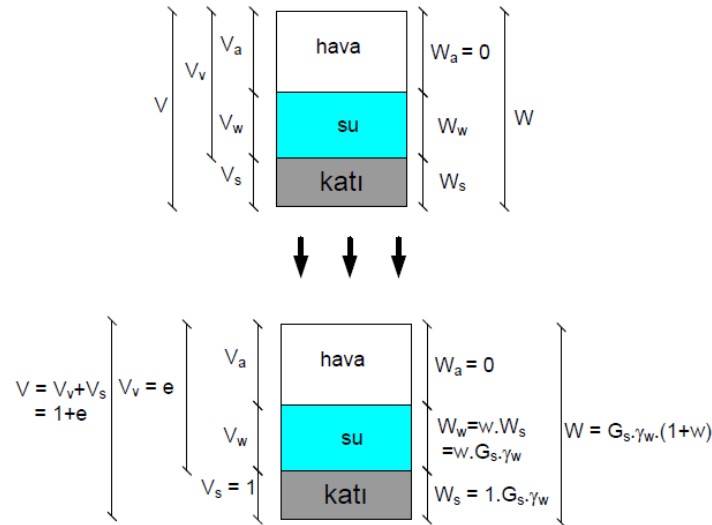 V
Vv
Va
hava
Wa = 0
Vw
su
Ww
W
Vs
katı
Ws
V = Vv+Vs
= 1+e
Vv = e
Va
hava
Wa = 0
Vw
su
Ww=w.Ws
=w.Gs.γw
W = Gs.γw.(1+w)
Vs = 1
katı
Ws = 1.Gs.γw